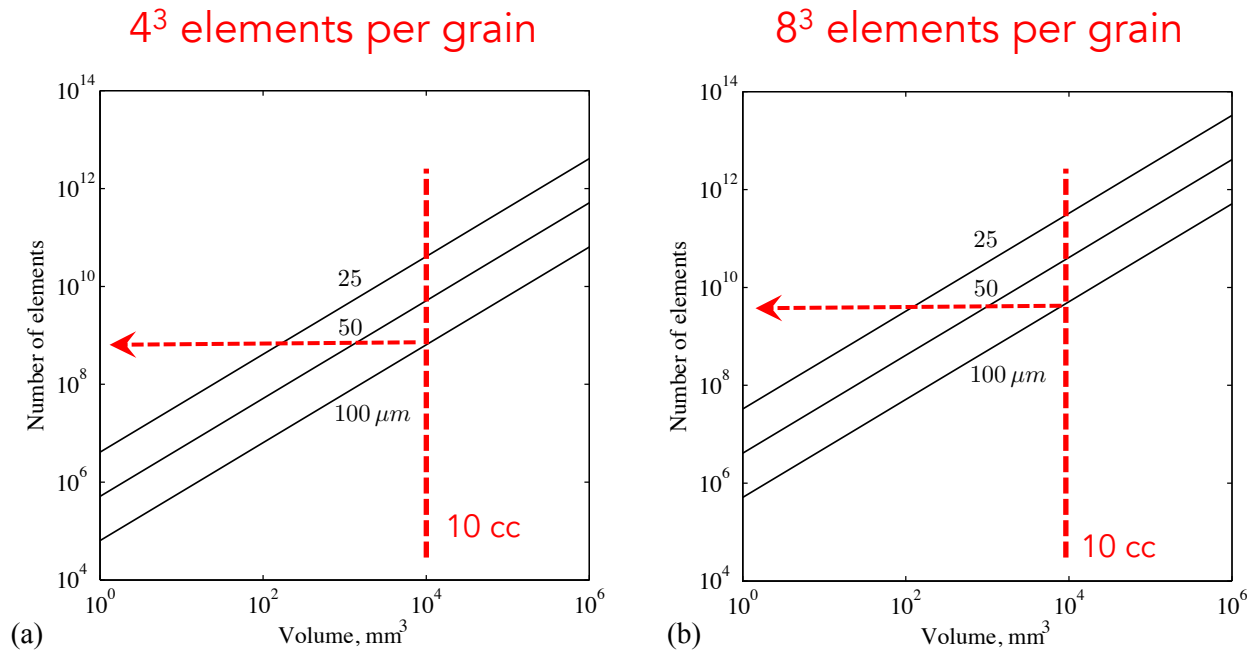 4³ elements per grain
10¹⁴
10¹²
10¹⁰
10⁸
10⁶
10⁴
Number of elements
25
50
100 μm
10 cc
10⁰
10²
10⁴
10⁶
Volume, mm³
(a)
8³ elements per grain
10¹⁴
10¹²
10¹⁰
10⁸
10⁶
10⁴
Number of elements
25
50
100 μm
10 cc
10⁰
10²
10⁴
10⁶
Volume, mm³
(b)